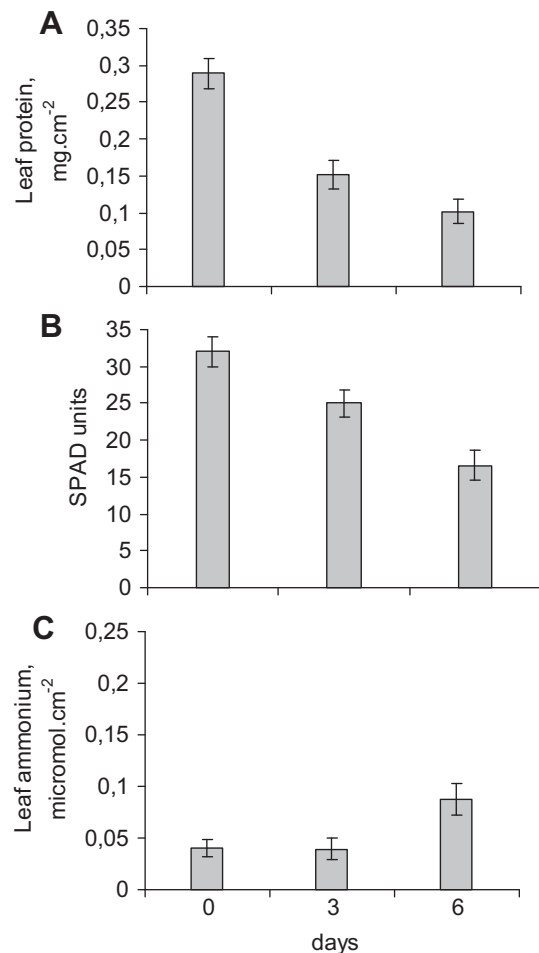 A
Leaf protein,
mg.cm⁻²
0,35
0,3
0,25
0,2
0,15
0,1
0,05
0
B
SPAD units
35
30
25
20
15
10
5
0
C
Leaf ammonium,
micromol.cm⁻²
0,25
0,2
0,15
0,1
0,05
0
0 3 6
days